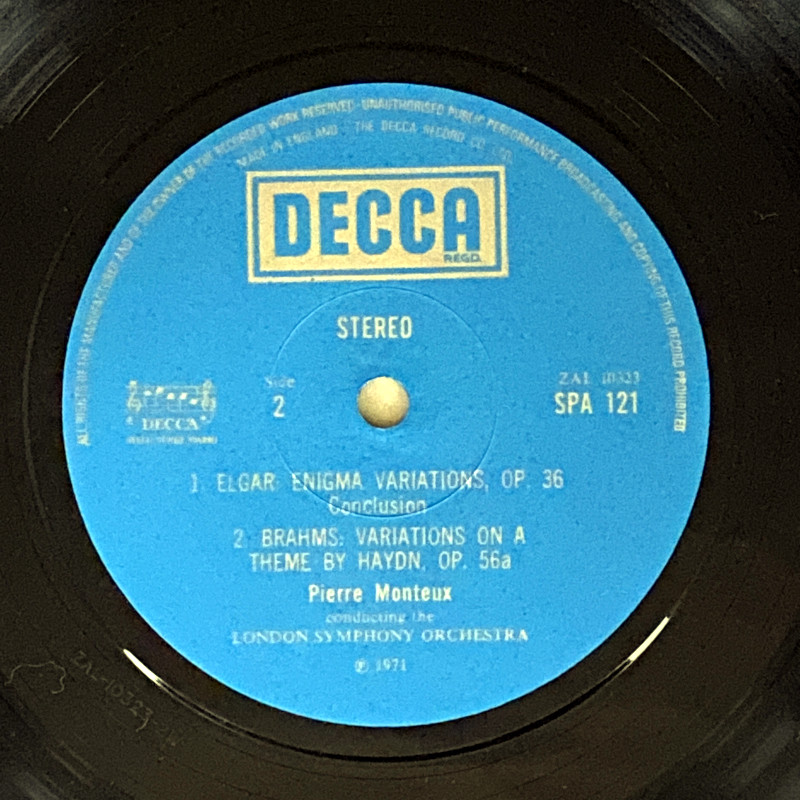 ALL RIGHTS OF THE MANUFACTURER AND OF THE OWNER OF THE RECORDED WORK RESERVED · UNAUTHORISED PUBLIC PERFORMANCE BROADCASTING AND COPYING OF THIS RECORD PROHIBITED
MADE IN ENGLAND · THE DECCA RECORD CO. LTD.
DECCA
REGD.
STEREO
Side
2
ZAL 10323
SPA 121
DECCA
1 ELGAR: ENIGMA VARIATIONS, OP. 36
Conclusion
2 BRAHMS: VARIATIONS ON A
THEME BY HAYDN, OP. 56a
Pierre Monteux
conducting the
LONDON SYMPHONY ORCHESTRA
℗ 1971